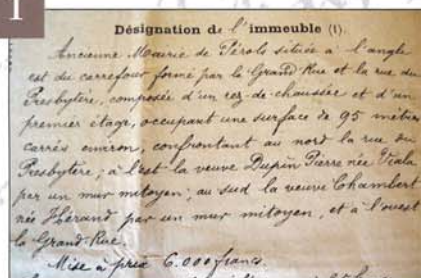 1
Désignation de l'immeuble (1).
Ancienne Mairie de Pérols située à l'angle
est du carrefour formé par la Grand'Rue et la rue du
Presbytère, composée d'un rez-de-chaussée et d'un
premier étage, occupant une surface de 95 mètres
carrés environ, confrontant au nord la rue du
Presbytère; à l'est la veuve Dupin Pierre née Viala
par un mur mitoyen; au sud la veuve Chambert
née Hérand par un mur mitoyen, et à l'ouest
la Grand'Rue.
Mise à prix 6.000 francs.